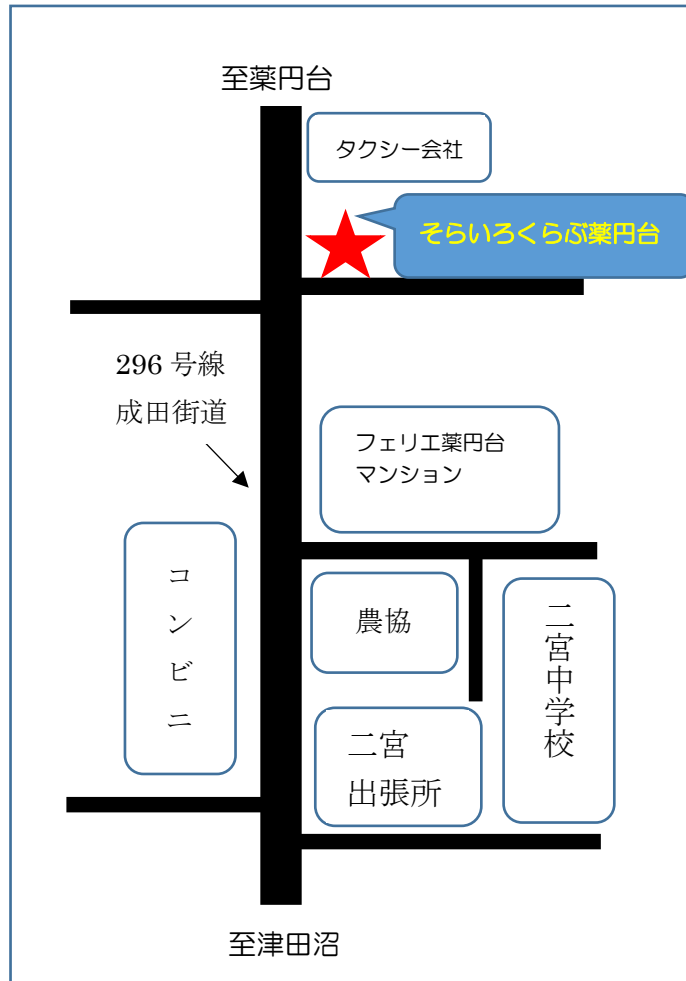 至薬円台
タクシー会社
そらいろくらぶ薬円台
296 号線
成田街道
フェリエ薬円台
マンション
コンビニ
農協
二宮中学校
二宮
出張所
至津田沼